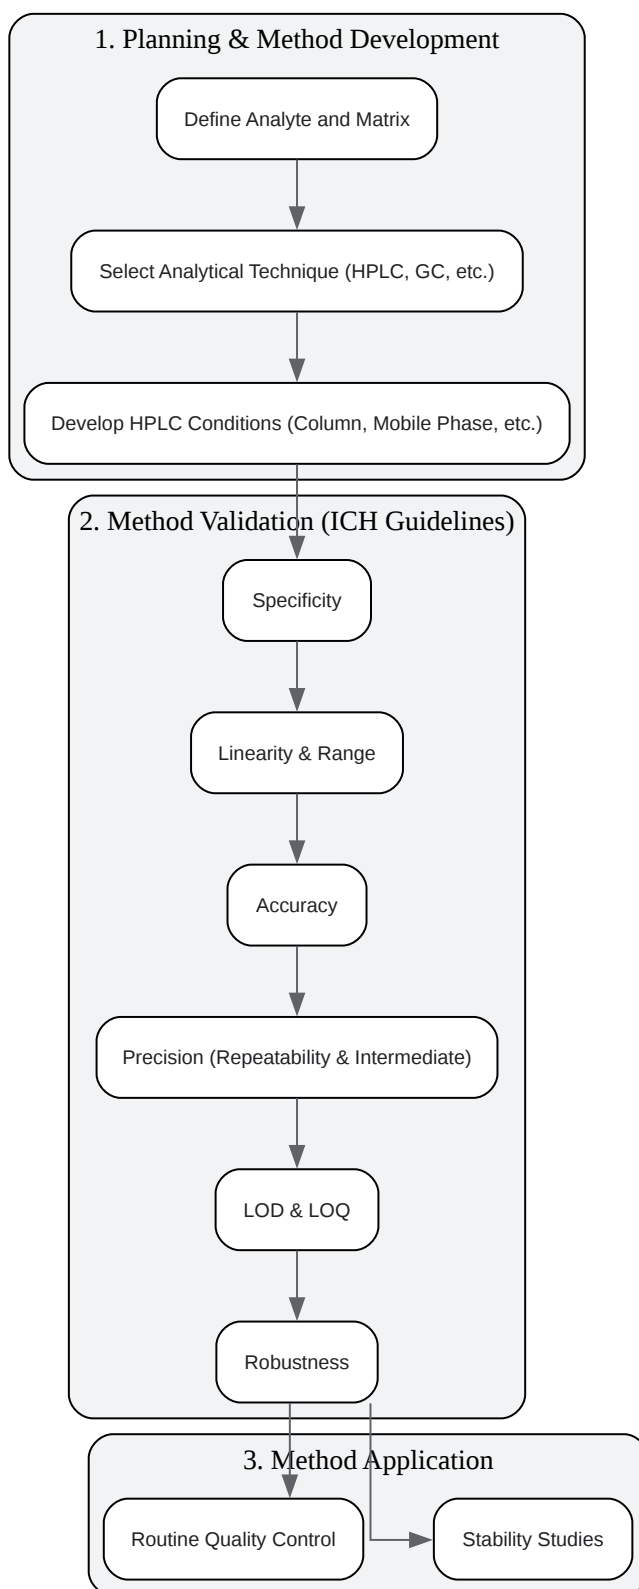 1. Planning & Method Development
Define Analyte and Matrix
Select Analytical Technique (HPLC, GC, etc.)
Develop HPLC Conditions (Column, Mobile Phase, etc.)
2. Method Validation (ICH Guidelines)
Specificity
Linearity & Range
Accuracy
Precision (Repeatability & Intermediate)
LOD & LOQ
Robustness
3. Method Application
Routine Quality Control
Stability Studies